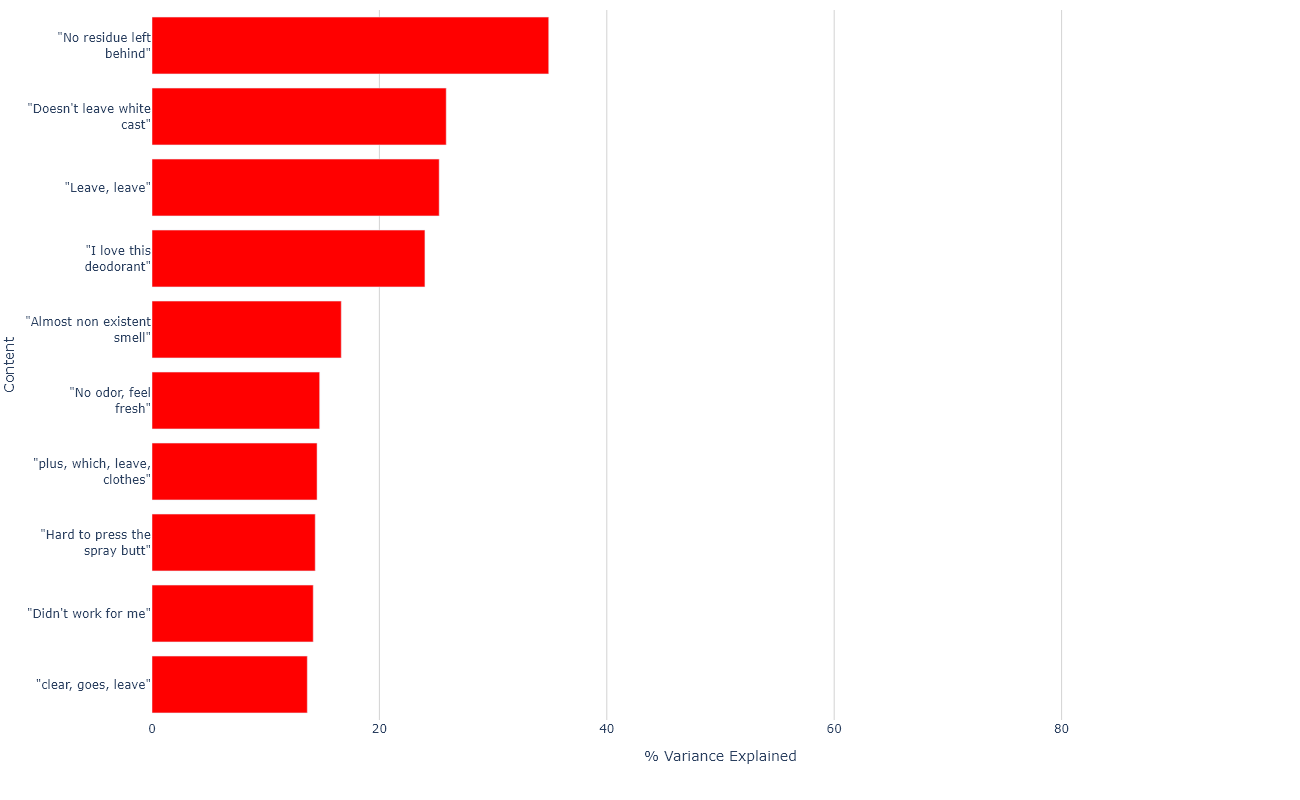 "No residue left
behind"
"Doesn't leave white
cast"
"Leave, leave"
"I love this
deodorant"
"Almost non existent
smell"
"No odor, feel
fresh"
"plus, which, leave,
clothes"
"Hard to press the
spray butt"
"Didn't work for me"
"clear, goes, leave"
Content
0 20 40 60 80
% Variance Explained